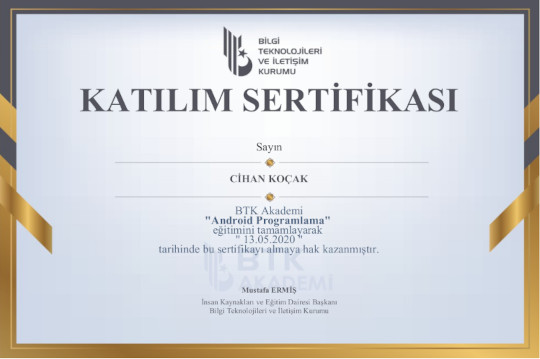 BİLGİ
TEKNOLOJİLERİ
VE İLETİŞİM
KURUMU
KATILIM SERTİFİKASI
Sayın
CİHAN KOÇAK
BTK Akademi
"Android Programlama"
eğitimini tamamlayarak
" 13.05.2020 "
tarihinde bu sertifikayı almaya hak kazanmıştır.
BTK
AKADEMİ
Mustafa ERMİŞ
İnsan Kaynakları ve Eğitim Dairesi Başkanı
Bilgi Teknolojileri ve İletişim Kurumu